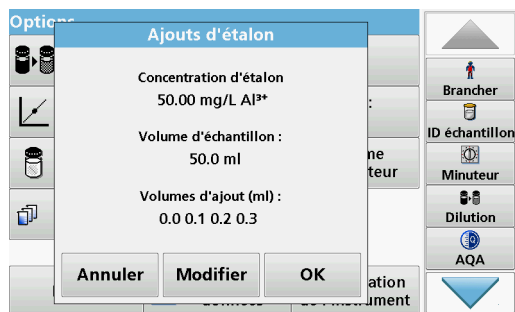 Ajouts d'étalon
Concentration d'étalon
50.00 mg/L Al³⁺
Volume d'échantillon :
50.0 ml
Volumes d'ajout (ml) :
0.0 0.1 0.2 0.3
Annuler
Modifier
OK
Brancher
ID échantillon
Minuteur
Dilution
AQA